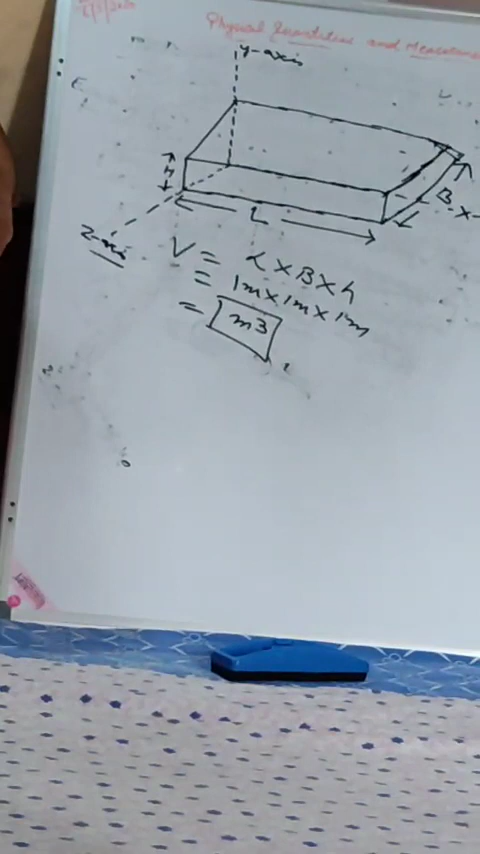 Physical Quantities and Measurement
y-axis
h
B
X-
L
Z-axis
V = L × B × h
= 1m × 1m × 1m
= m3